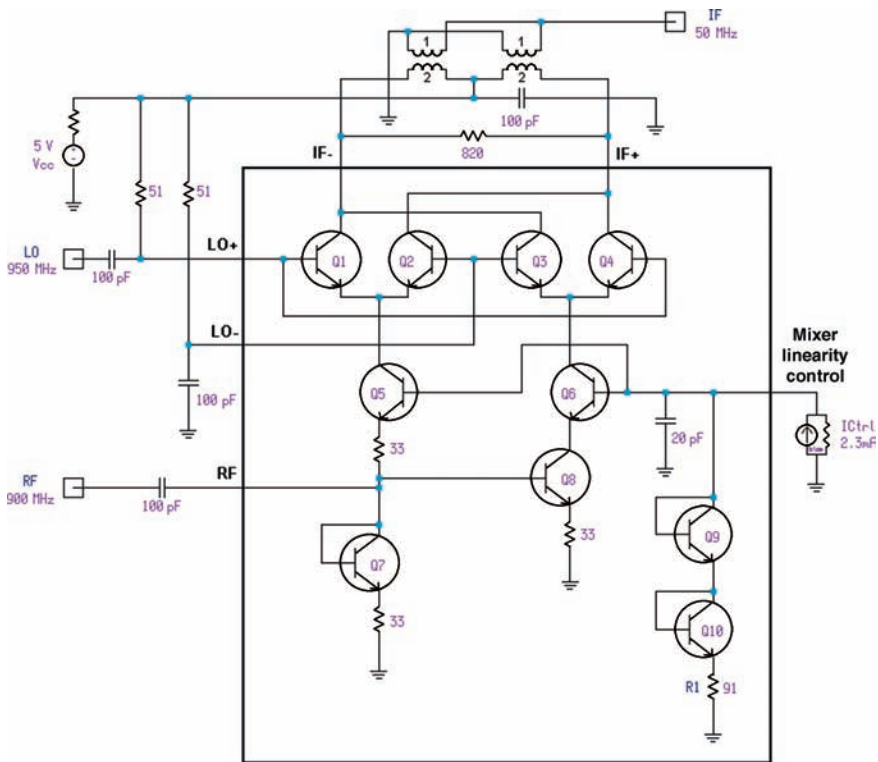 IF
50 MHz
1
1
2
2
100 pF
5 V
Vcc
51
51
820
IF-
IF+
LO
950 MHz
100 pF
LO+
Q1
Q2
Q3
Q4
LO-
Mixer
linearity
control
Q5
Q6
100 pF
20 pF
ICtrl
33
RF
900 MHz
100 pF
RF
Q8
Q7
33
Q9
33
Q10
R1
91